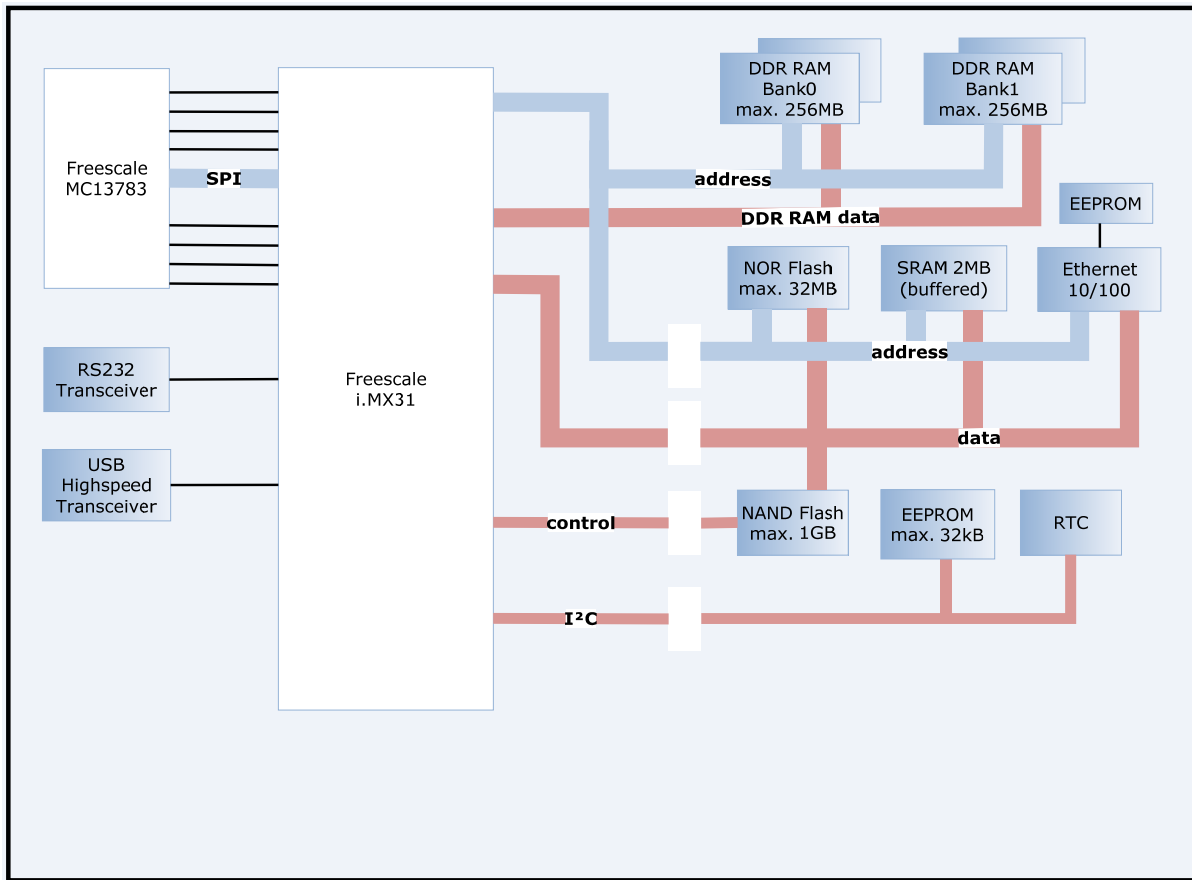 DDR RAM
Bank0
max. 256MB
DDR RAM
Bank1
max. 256MB
Freescale
MC13783
SPI
address
DDR RAM data
EEPROM
NOR Flash
max. 32MB
SRAM 2MB
(buffered)
Ethernet
10/100
address
RS232
Transceiver
Freescale
i.MX31
data
USB
Highspeed
Transceiver
control
NAND Flash
max. 1GB
EEPROM
max. 32kB
RTC
I²C